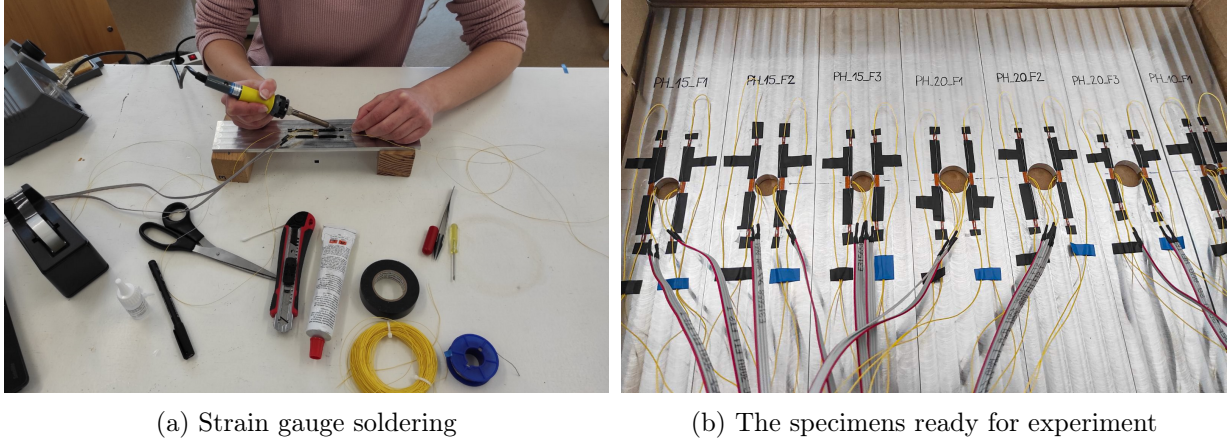 PH_15_F1
PH_15_F2
PH_15_F3
PH_20_F1
PH_20_F2
PH_20_F3
PH_10_F1
(a) Strain gauge soldering
(b) The specimens ready for experiment